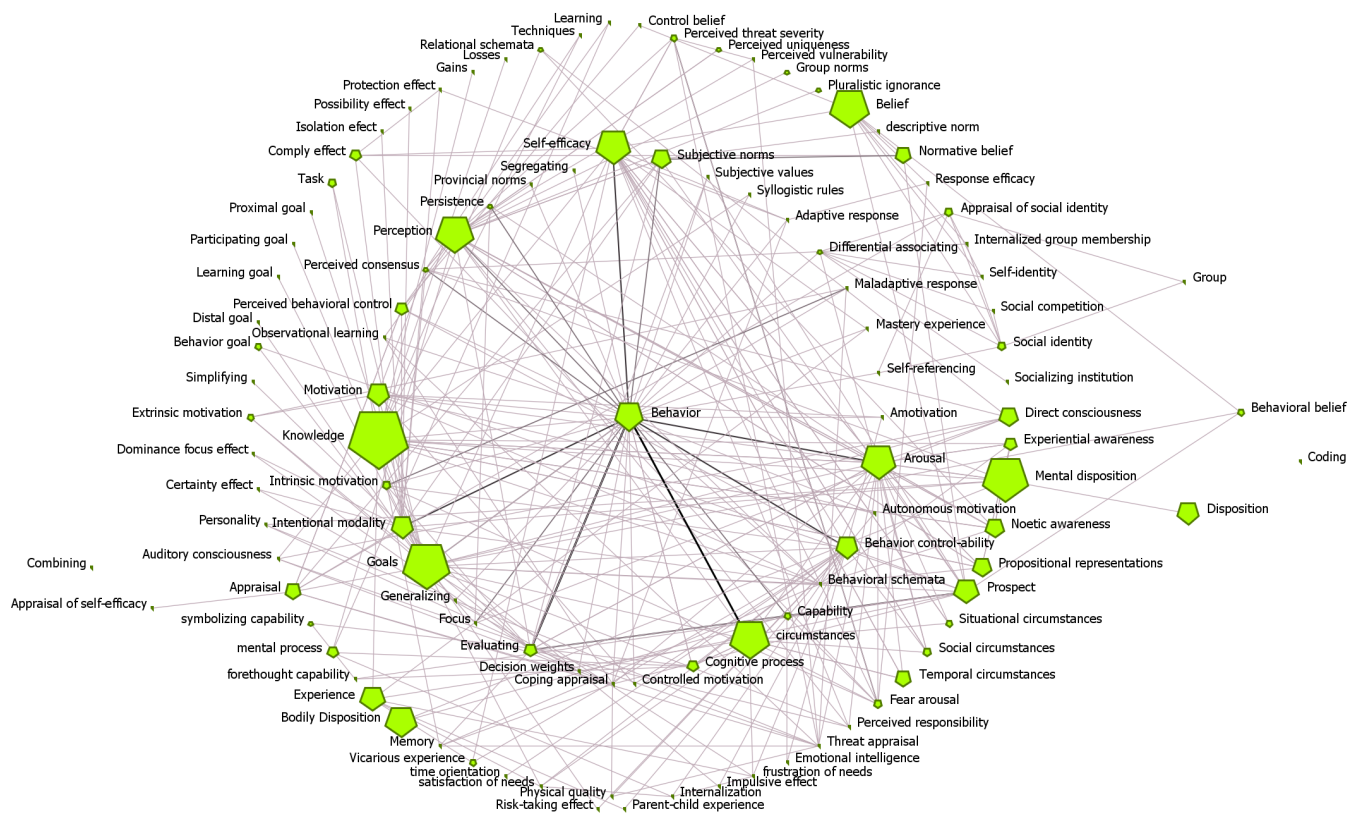 Learning
Control belief
Techniques
Perceived threat severity
Relational schemata
Perceived uniqueness
Losses
Perceived vulnerability
Gains
Group norms
Protection effect
Pluralistic ignorance
Possibility effect
Belief
Isolation efect
descriptive norm
Self-efficacy
Comply effect
Subjective norms
Normative belief
Segregating
Subjective values
Task
Provincial norms
Response efficacy
Syllogistic rules
Persistence
Proximal goal
Appraisal of social identity
Adaptive response
Perception
Participating goal
Internalized group membership
Differential associating
Perceived consensus
Learning goal
Self-identity
Group
Maladaptive response
Perceived behavioral control
Social competition
Distal goal
Mastery experience
Observational learning
Behavior goal
Social identity
Self-referencing
Simplifying
Socializing institution
Motivation
Behavioral belief
Extrinsic motivation
Behavior
Amotivation
Direct consciousness
Knowledge
Experiential awareness
Dominance focus effect
Arousal
Coding
Mental disposition
Intrinsic motivation
Certainty effect
Autonomous motivation
Disposition
Personality
Intentional modality
Noetic awareness
Behavior control-ability
Auditory consciousness
Goals
Combining
Propositional representations
Behavioral schemata
Appraisal
Prospect
Generalizing
Appraisal of self-efficacy
Capability
symbolizing capability
Focus
Situational circumstances
circumstances
mental process
Evaluating
Social circumstances
Cognitive process
Decision weights
forethought capability
Coping appraisal
Controlled motivation
Temporal circumstances
Experience
Fear arousal
Bodily Disposition
Perceived responsibility
Memory
Threat appraisal
Vicarious experience
Emotional intelligence
time orientation
frustration of needs
satisfaction of needs
Impulsive effect
Physical quality
Internalization
Risk-taking effect
Parent-child experience